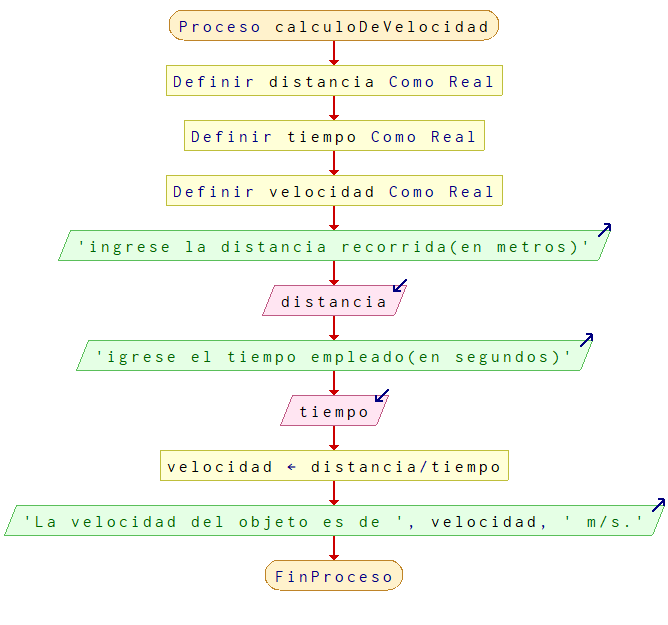 Proceso calculoDeVelocidad
Definir distancia Como Real
Definir tiempo Como Real
Definir velocidad Como Real
'ingrese la distancia recorrida(en metros)'
distancia
'igrese el tiempo empleado(en segundos)'
tiempo
velocidad ← distancia/tiempo
'La velocidad del objeto es de ', velocidad, ' m/s.'
FinProceso